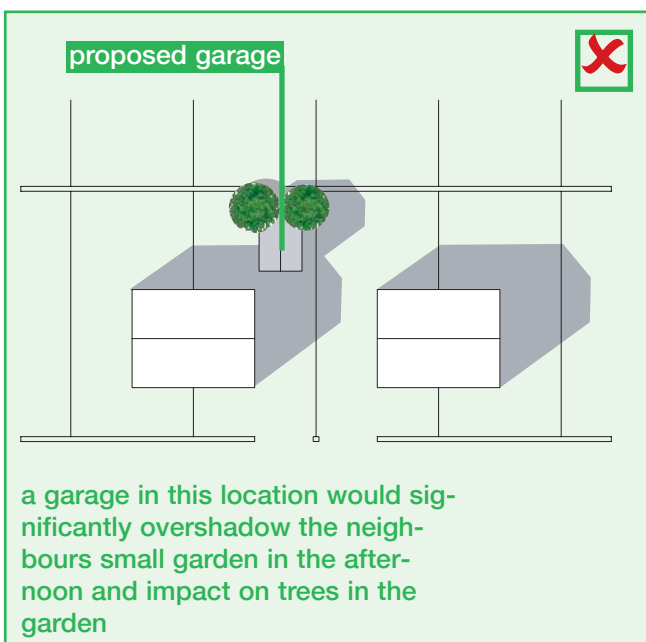 proposed garage
a garage in this location would sig-
nificantly overshadow the neigh-
bours small garden in the after-
noon and impact on trees in the
garden